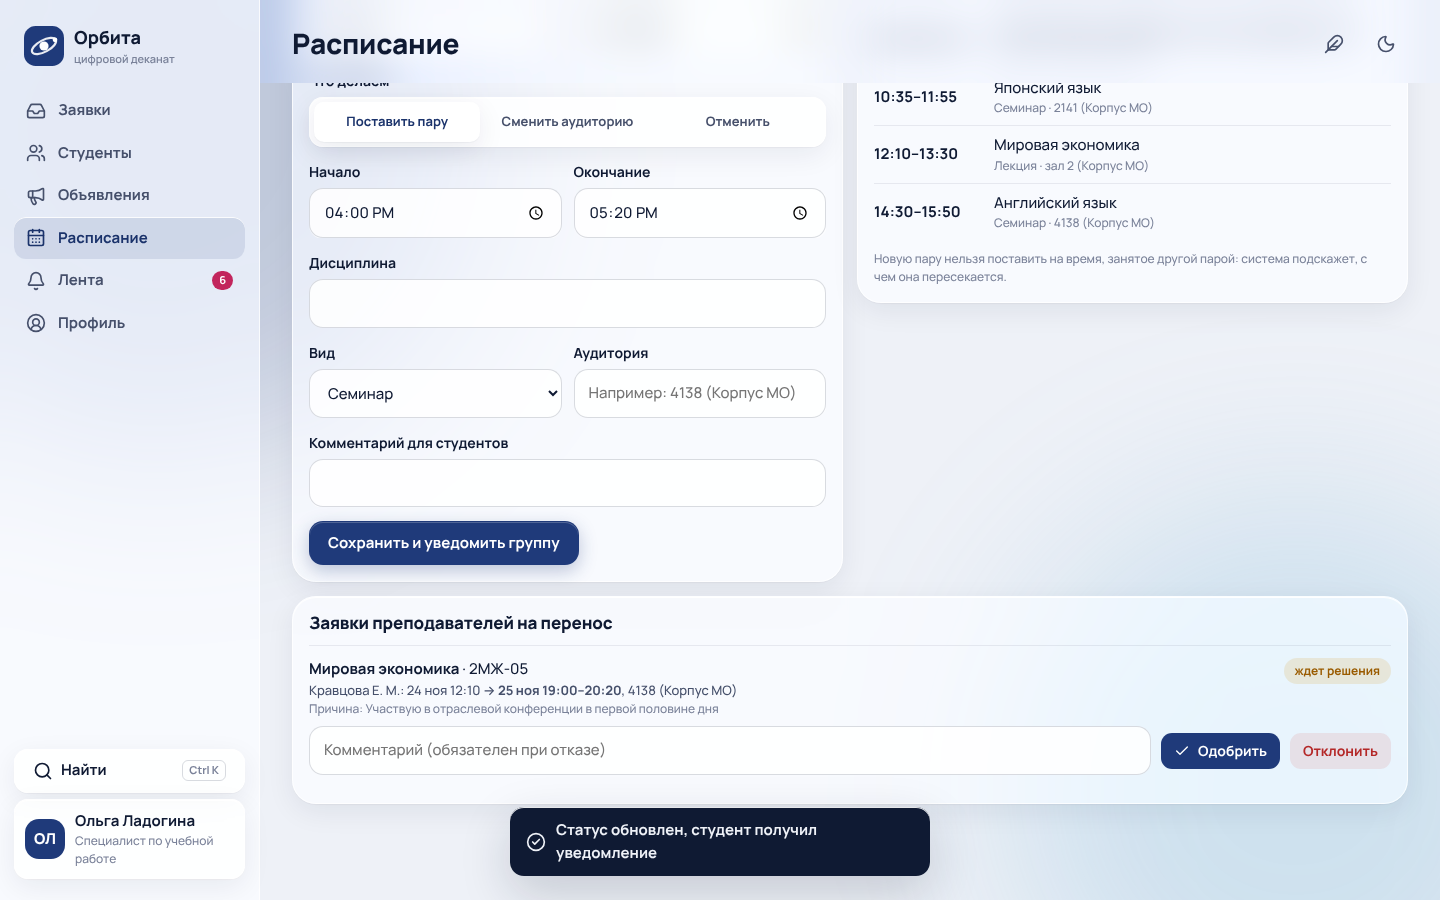 Орбита
цифровой деканат
Заявки
Студенты
Объявления
Расписание
Лента
6
Профиль
Найти
Ctrl K
ОЛ
Ольга Ладогина
Специалист по учебной
работе
Расписание
Что делаем
Поставить пару
Сменить аудиторию
Отменить
Начало
Окончание
04:00 PM
05:20 PM
Дисциплина
Вид
Аудитория
Семинар
Например: 4138 (Корпус МО)
Комментарий для студентов
Сохранить и уведомить группу
10:35–11:55
Японский язык
Семинар · 2141 (Корпус МО)
12:10–13:30
Мировая экономика
Лекция · зал 2 (Корпус МО)
14:30–15:50
Английский язык
Семинар · 4138 (Корпус МО)
Новую пару нельзя поставить на время, занятое другой парой: система подскажет, с
чем она пересекается.
Заявки преподавателей на перенос
Мировая экономика · 2МЖ-05
ждет решения
Кравцова Е. М.: 24 ноя 12:10 → 25 ноя 19:00–20:20, 4138 (Корпус МО)
Причина: Участвую в отраслевой конференции в первой половине дня
Комментарий (обязателен при отказе)
Одобрить
Отклонить
Статус обновлен, студент получил
уведомление